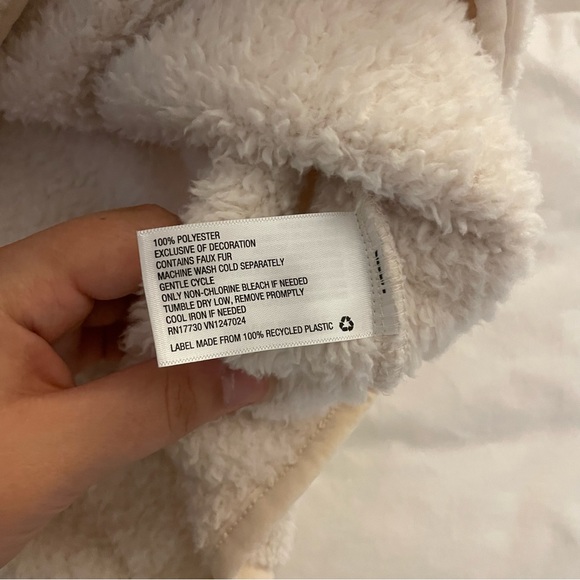 100% POLYESTER
EXCLUSIVE OF DECORATION
CONTAINS FAUX FUR
MACHINE WASH COLD SEPARATELY
GENTLE CYCLE
ONLY NON-CHLORINE BLEACH IF NEEDED
TUMBLE DRY LOW, REMOVE PROMPTLY
COOL IRON IF NEEDED
RN17730 VN1247024
LABEL MADE FROM 100% RECYCLED PLASTIC